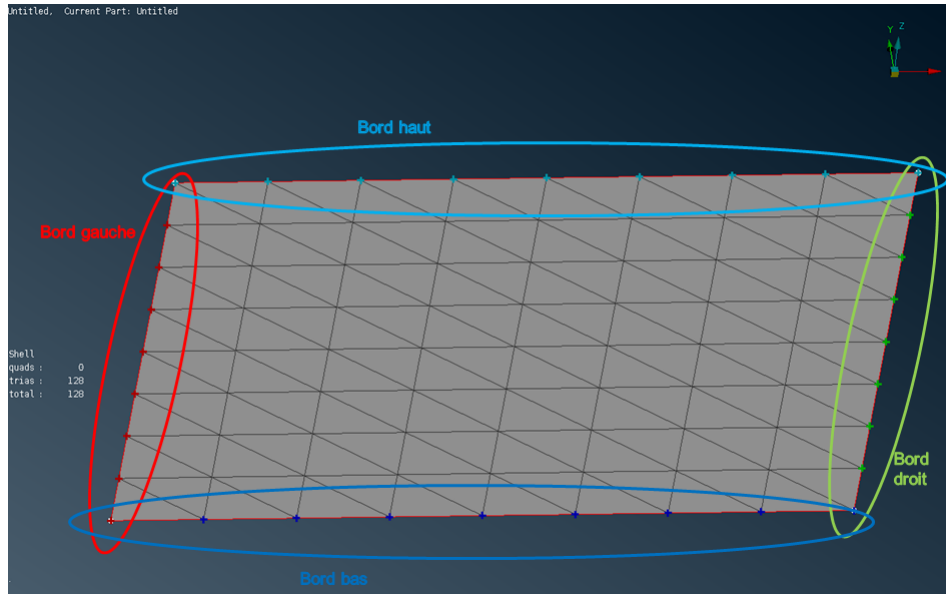 Untitled,  Current Part: Untitled
Y Z
Bord haut
Bord gauche
Shell
quads :       0
trias :     128
total :     128
Bord
droit
Bord bas